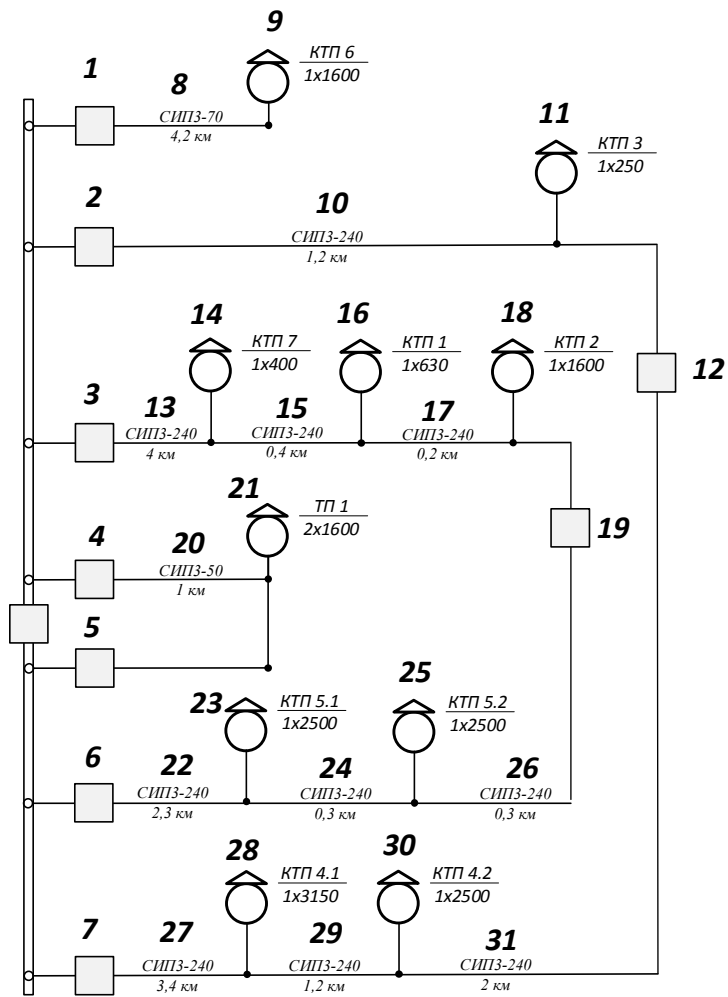 9
КТП 6
1x1600
1
8
СИП3-70
4,2 км
11
КТП 3
1x250
2
10
СИП3-240
1,2 км
14
КТП 7
1x400
16
КТП 1
1x630
18
КТП 2
1x1600
12
3
13
СИП3-240
4 км
15
СИП3-240
0,4 км
17
СИП3-240
0,2 км
21
ТП 1
2x1600
19
4
20
СИП3-50
1 км
5
23
КТП 5.1
1x2500
25
КТП 5.2
1x2500
6
22
СИП3-240
2,3 км
24
СИП3-240
0,3 км
26
СИП3-240
0,3 км
28
КТП 4.1
1x3150
30
КТП 4.2
1x2500
7
27
СИП3-240
3,4 км
29
СИП3-240
1,2 км
31
СИП3-240
2 км